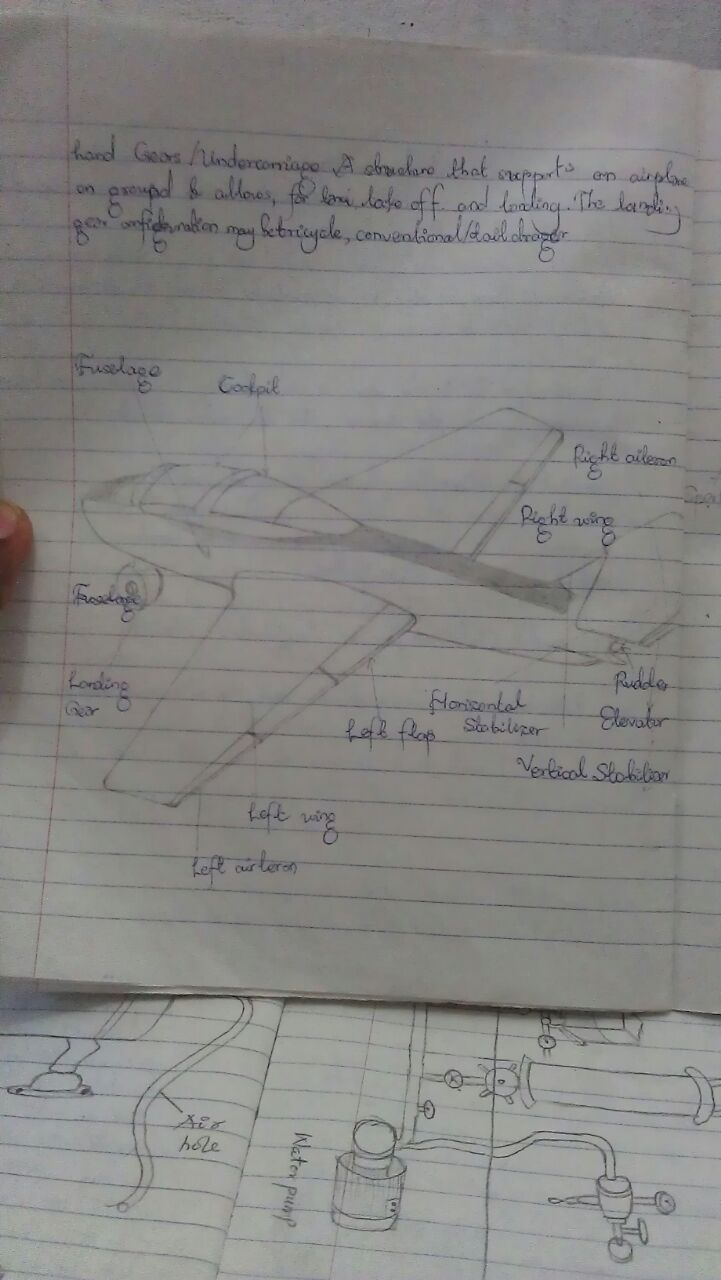 Land Gears/Undercarriage A structure that supports an airplane
on ground & allows, for taxi, take off and landing. The landing
gear configuration may be tricycle, conventional/tail dragger
Fuselage
Cockpit
Right aileron
Right wing
Fuselage
Landing
Gear
Rudder
Horizontal
Stabilizer
Elevator
Left flap
Vertical Stabilizer
Left wing
Left aileron
Air
hole
Water pump